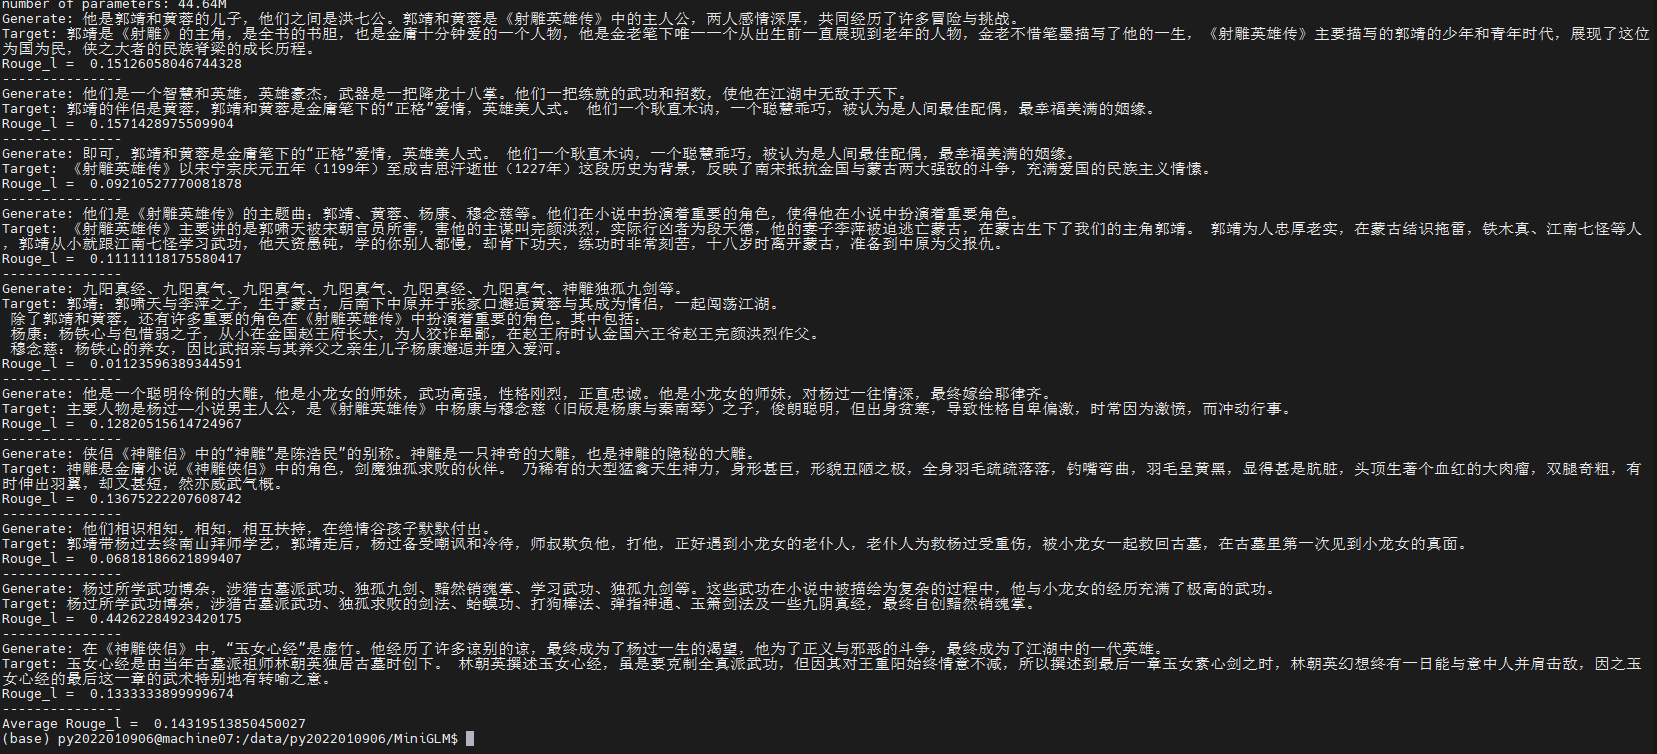 number of parameters: 44.64M
Generate: 他是郭靖和黄蓉的儿子，他们之间是洪七公。郭靖和黄蓉是《射雕英雄传》中的主人公，两人感情深厚，共同经历了许多冒险与挑战。
Target: 郭靖是《射雕》的主角，是全书的书胆，也是金庸十分钟爱的一个人物，他是金老笔下唯一一个从出生前一直展现到老年的人物，金老不惜笔墨描写了他的一生，《射雕英雄传》主要描写的郭靖的少年和青年时代，展现了这位
为国为民，侠之大者的民族脊梁的成长历程。
Rouge_l =  0.15126058046744328
---------------
Generate: 他们是一个智慧和英雄，英雄豪杰，武器是一把降龙十八掌。他们一把练就的武功和招数，使他在江湖中无敌于天下。
Target: 郭靖的伴侣是黄蓉，郭靖和黄蓉是金庸笔下的“正格”爱情，英雄美人式。 他们一个耿直木讷，一个聪慧乖巧，被认为是人间最佳配偶，最幸福美满的姻缘。
Rouge_l =  0.1571428975509904
---------------
Generate: 即可，郭靖和黄蓉是金庸笔下的“正格”爱情，英雄美人式。 他们一个耿直木讷，一个聪慧乖巧，被认为是人间最佳配偶，最幸福美满的姻缘。
Target: 《射雕英雄传》以宋宁宗庆元五年（1199年）至成吉思汗逝世（1227年）这段历史为背景，反映了南宋抵抗金国与蒙古两大强敌的斗争，充满爱国的民族主义情愫。
Rouge_l =  0.09210527770081878
---------------
Generate: 他们是《射雕英雄传》的主题曲：郭靖、黄蓉、杨康、穆念慈等。他们在小说中扮演着重要的角色，使得他在小说中扮演着重要角色。
Target: 《射雕英雄传》主要讲的是郭啸天被宋朝官员所害，害他的主谋叫完颜洪烈，实际行凶者为段天德，他的妻子李萍被迫逃亡蒙古，在蒙古生下了我们的主角郭靖。 郭靖为人忠厚老实，在蒙古结识拖雷，铁木真、江南七怪等人
，郭靖从小就跟江南七怪学习武功，他天资愚钝，学的你别人都慢，却肯下功夫，练功时非常刻苦，十八岁时离开蒙古，准备到中原为父报仇。
Rouge_l =  0.11111118175580417
---------------
Generate: 九阳真经、九阳真气、九阳真气、九阳真气、九阳真经、九阳真气、神雕独孤九剑等。
Target: 郭靖：郭啸天与李萍之子，生于蒙古，后南下中原并于张家口邂逅黄蓉与其成为情侣，一起闯荡江湖。
 除了郭靖和黄蓉，还有许多重要的角色在《射雕英雄传》中扮演着重要的角色。其中包括：
 杨康：杨铁心与包惜弱之子，从小在金国赵王府长大，为人狡诈卑鄙，在赵王府时认金国六王爷赵王完颜洪烈作父。
 穆念慈：杨铁心的养女，因比武招亲与其养父之亲生儿子杨康邂逅并堕入爱河。
Rouge_l =  0.01123596389344591
---------------
Generate: 他是一个聪明伶俐的大雕，他是小龙女的师妹，武功高强，性格刚烈，正直忠诚。他是小龙女的师妹，对杨过一往情深，最终嫁给耶律齐。
Target: 主要人物是杨过——小说男主人公，是《射雕英雄传》中杨康与穆念慈（旧版是杨康与秦南琴）之子，俊朗聪明，但出身贫寒，导致性格自卑偏激，时常因为激愤，而冲动行事。
Rouge_l =  0.12820515614724967
---------------
Generate: 侠侣《神雕侣》中的“神雕”是陈浩民”的别称。神雕是一只神奇的大雕，也是神雕的隐秘的大雕。
Target: 神雕是金庸小说《神雕侠侣》中的角色，剑魔独孤求败的伙伴。 乃稀有的大型猛禽天生神力，身形甚巨，形貌丑陋之极，全身羽毛疏疏落落，钓嘴弯曲，羽毛呈黄黑，显得甚是肮脏，头顶生著个血红的大肉瘤，双腿奇粗，有
时伸出羽翼，却又甚短，然亦威武气概。
Rouge_l =  0.13675222207608742
---------------
Generate: 他们相识相知，相知，相互扶持，在绝情谷孩子默默付出。
Target: 郭靖带杨过去终南山拜师学艺，郭靖走后，杨过备受嘲讽和冷待，师叔欺负他，打他，正好遇到小龙女的老仆人，老仆人为救杨过受重伤，被小龙女一起救回古墓，在古墓里第一次见到小龙女的真面。
Rouge_l =  0.06818186621899407
---------------
Generate: 杨过所学武功博杂，涉猎古墓派武功、独孤九剑、黯然销魂掌、学习武功、独孤九剑等。这些武功在小说中被描绘为复杂的过程中，他与小龙女的经历充满了极高的武功。
Target: 杨过所学武功博杂，涉猎古墓派武功、独孤求败的剑法、蛤蟆功、打狗棒法、弹指神通、玉箫剑法及一些九阴真经，最终自创黯然销魂掌。
Rouge_l =  0.44262284923420175
---------------
Generate: 在《神雕侠侣》中，“玉女心经”是虚竹。他经历了许多谅别的谅，最终成为了杨过一生的渴望，他为了正义与邪恶的斗争，最终成为了江湖中的一代英雄。
Target: 玉女心经是由当年古墓派祖师林朝英独居古墓时创下。 林朝英撰述玉女心经，虽是要克制全真派武功，但因其对王重阳始终情意不减，所以撰述到最后一章玉女素心剑之时，林朝英幻想终有一日能与意中人并肩击敌，因之玉
女心经的最后这一章的武术特别地有转喻之意。
Rouge_l =  0.1333333899999674
---------------
Average Rouge_l =  0.14319513850450027
(base) py2022010906@machine07:/data/py2022010906/MiniGLM$